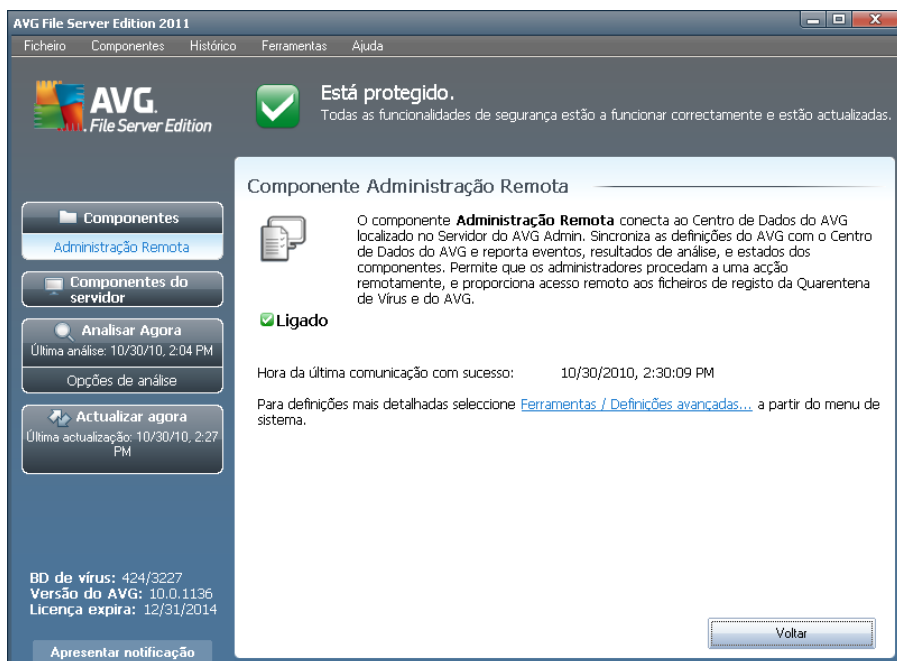 AVG File Server Edition 2011
Ficheiro Componentes Histórico Ferramentas Ajuda
AVG.
File Server Edition
Está protegido.
Todas as funcionalidades de segurança estão a funcionar correctamente e estão actualizadas.
Componentes
Administração Remota
Componentes do
servidor
Analisar Agora
Última análise: 10/30/10, 2:04 PM
Opções de análise
Actualizar agora
Última actualização: 10/30/10, 2:27
PM
BD de vírus: 424/3227
Versão do AVG: 10.0.1136
Licença expira: 12/31/2014
Apresentar notificação
Componente Administração Remota
O componente Administração Remota conecta ao Centro de Dados do AVG
localizado no Servidor do AVG Admin. Sincroniza as definições do AVG com o Centro
de Dados do AVG e reporta eventos, resultados de análise, e estados dos
componentes. Permite que os administradores procedam a uma acção
remotamente, e proporciona acesso remoto aos ficheiros de registo da Quarentena
de Vírus e do AVG.
Ligado
Hora da última comunicação com sucesso: 10/30/2010, 2:30:09 PM
Para definições mais detalhadas seleccione Ferramentas / Definições avançadas... a partir do menu de
sistema.
Voltar